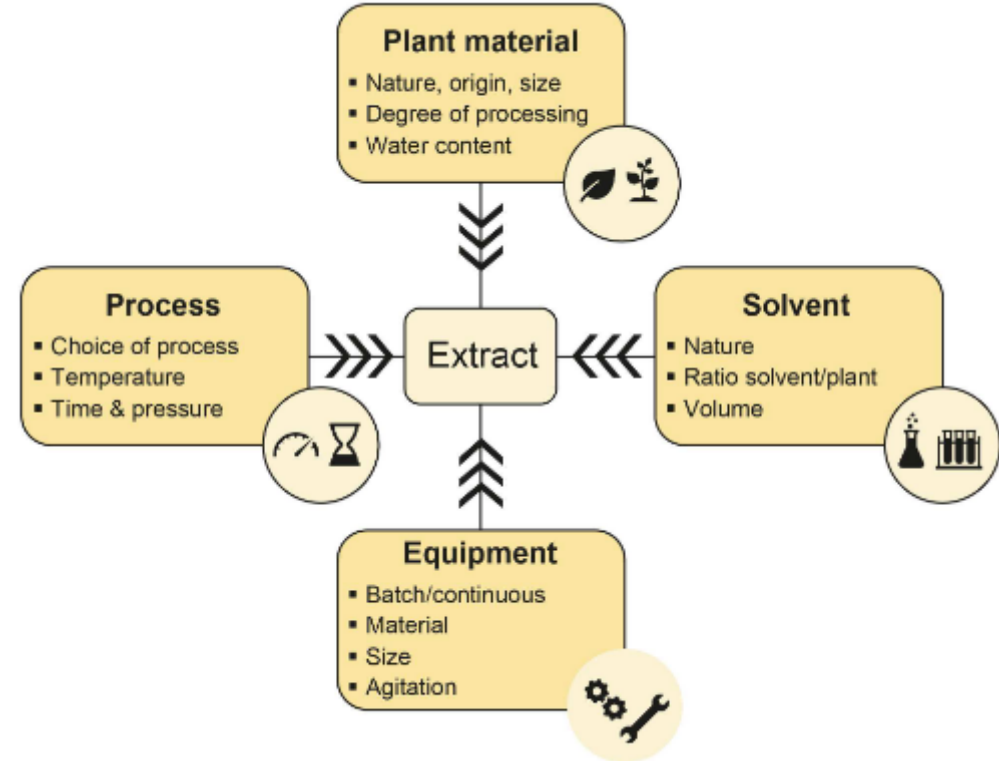 Plant material
▪ Nature, origin, size
▪ Degree of processing
▪ Water content
Process
▪ Choice of process
▪ Temperature
▪ Time & pressure
Extract
Solvent
▪ Nature
▪ Ratio solvent/plant
▪ Volume
Equipment
▪ Batch/continuous
▪ Material
▪ Size
▪ Agitation